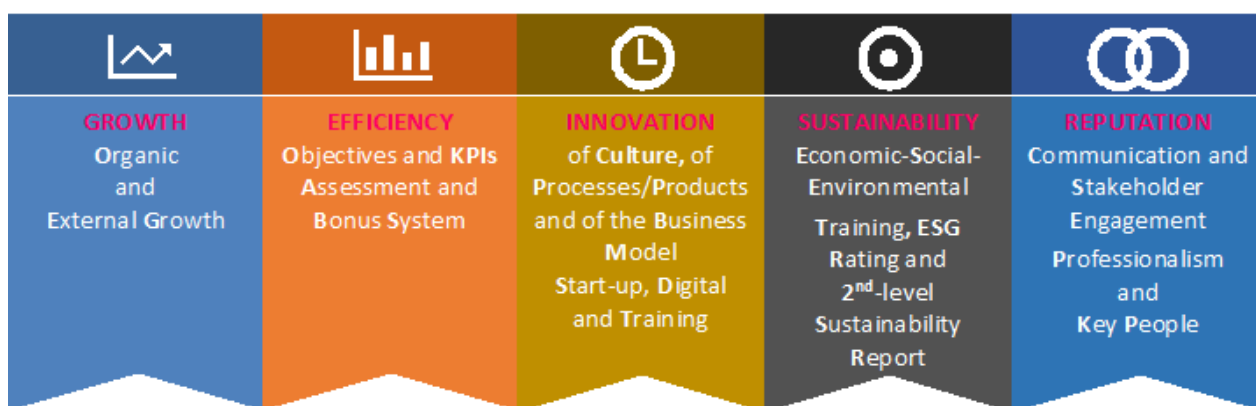 GROWTH
Organic
and
External Growth
EFFICIENCY
Objectives and KPIs
Assessment and
Bonus System
INNOVATION
of Culture, of
Processes/Products
and of the Business
Model
Start-up, Digital
and Training
SUSTAINABILITY
Economic-Social-
Environmental
Training, ESG
Rating and
2nd-level
Sustainability
Report
REPUTATION
Communication and
Stakeholder
Engagement
Professionalism
and
Key People